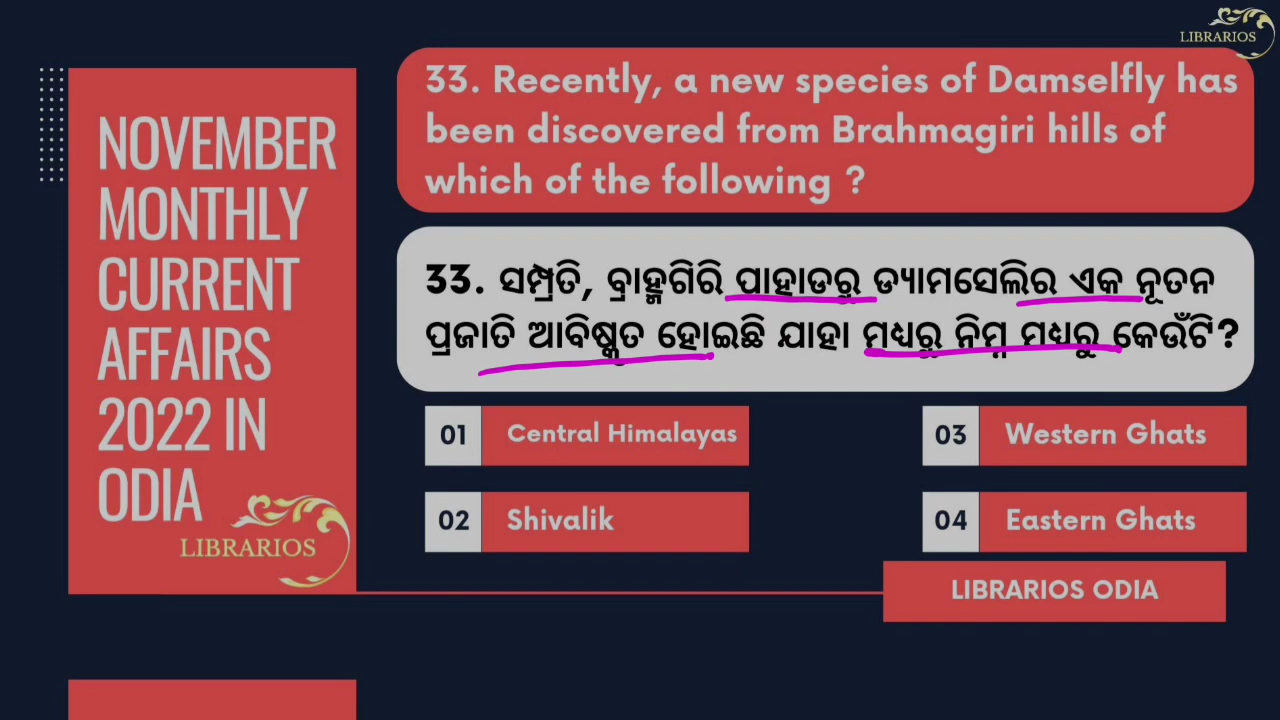 LIBRARIOS
NOVEMBER
MONTHLY
CURRENT
AFFAIRS
2022 IN
ODIA
LIBRARIOS
33. Recently, a new species of Damselfly has
been discovered from Brahmagiri hills of
which of the following ?
33. ସମ୍ପ୍ରତି, ବ୍ରାହ୍ମଗିରି ପାହାଡରୁ ଡ୍ୟାମସେଲିର ଏକ ନୂତନ
ପ୍ରଜାତି ଆବିଷ୍କୃତ ହୋଇଛି ଯାହା ମଧ୍ୟରୁ ନିମ୍ନ ମଧ୍ୟରୁ କେଉଁଟି?
01 Central Himalayas
02 Shivalik
03 Western Ghats
04 Eastern Ghats
LIBRARIOS ODIA